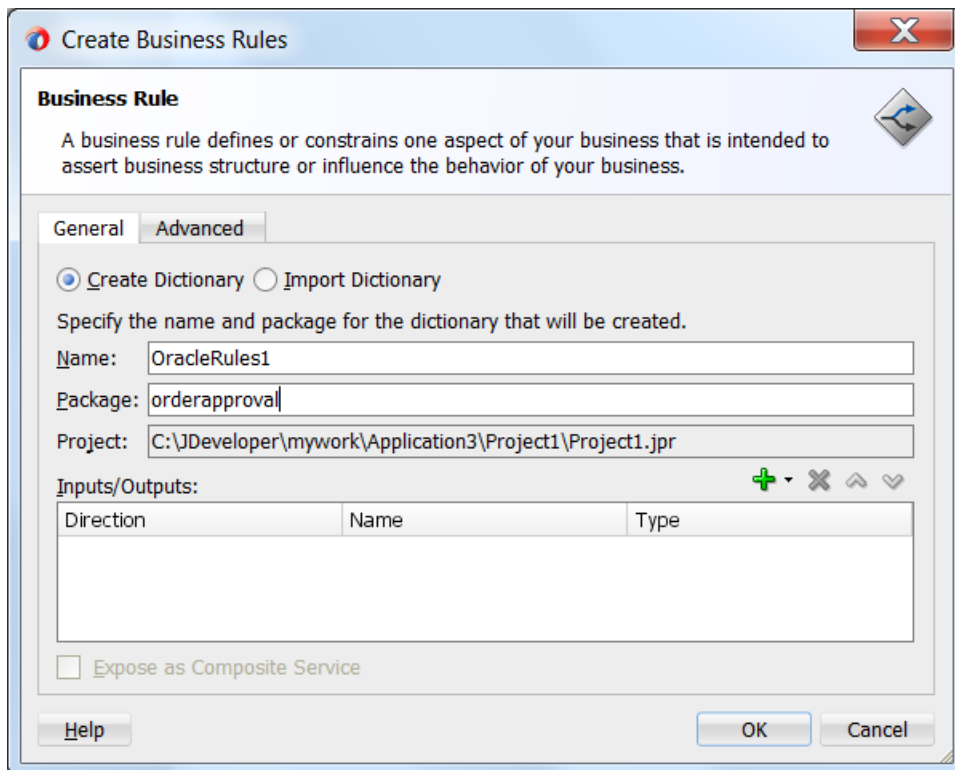 Create Business Rules
Business Rule
A business rule defines or constrains one aspect of your business that is intended to
assert business structure or influence the behavior of your business.
General Advanced
Create Dictionary Import Dictionary
Specify the name and package for the dictionary that will be created.
Name: OracleRules1
Package: orderapproval
Project: C:\JDeveloper\mywork\Application3\Project1\Project1.jpr
Inputs/Outputs:
Direction Name Type
Expose as Composite Service
Help OK Cancel